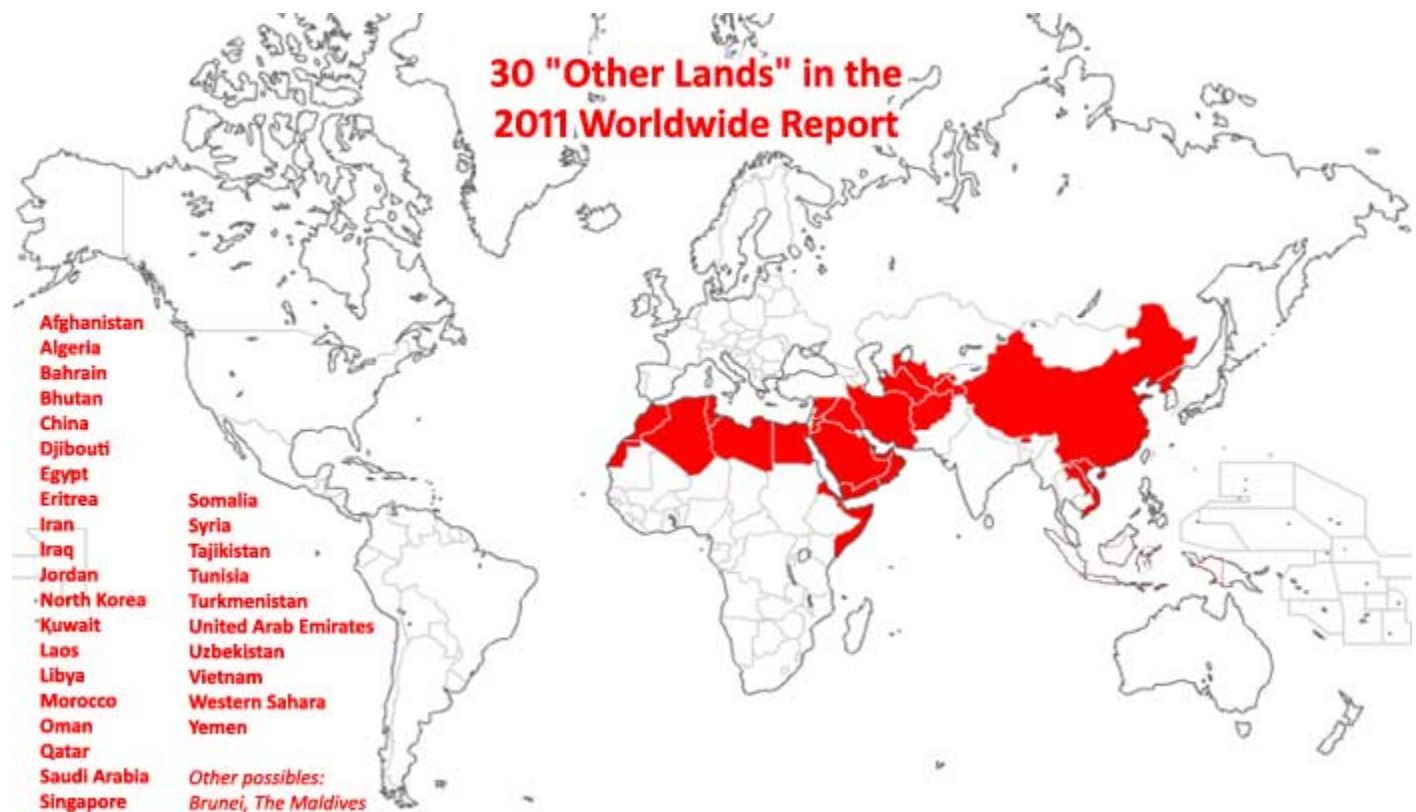 30 "Other Lands" in the
2011 Worldwide Report
Afghanistan
Algeria
Bahrain
Bhutan
China
Djibouti
Egypt
Eritrea
Iran
Iraq
Jordan
North Korea
Kuwait
Laos
Libya
Morocco
Oman
Qatar
Saudi Arabia
Singapore
Somalia
Syria
Tajikistan
Tunisia
Turkmenistan
United Arab Emirates
Uzbekistan
Vietnam
Western Sahara
Yemen
Other possibles:
Brunei, The Maldives